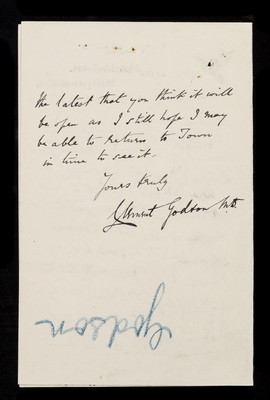 the latest that you think it will
be open as I still hope I may
be able to return to Town
in time to see it.
Yours truly
Clement Godson M.D.
Godson